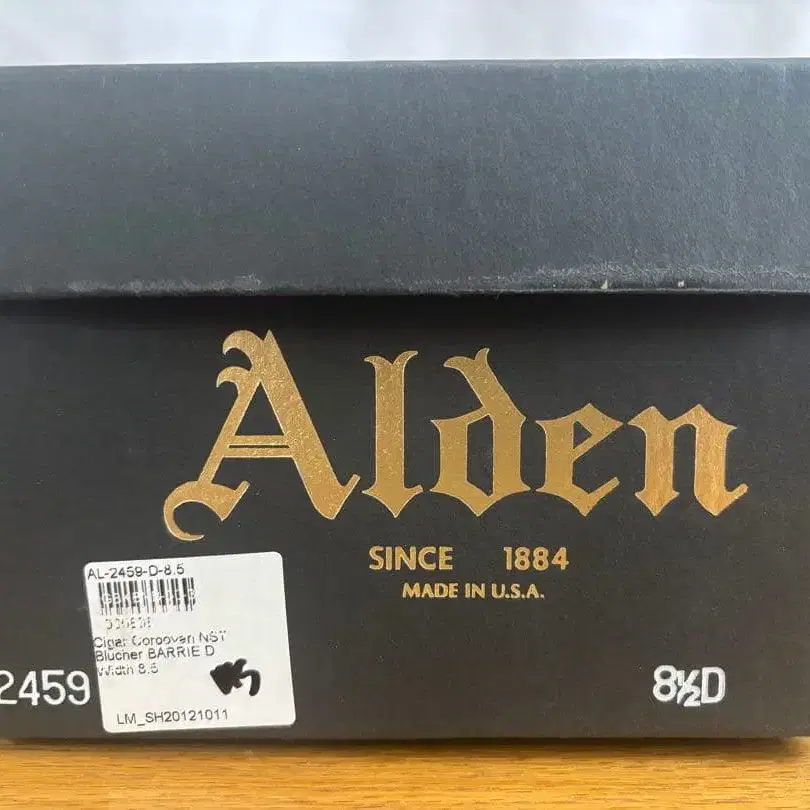 Alden
SINCE 1884
MADE IN U.S.A.
AL-2459-D-8.5
Cigar Cordovan NST
Blucher BARRIE D
Width 8.5
LM_SH20121011
2459
8½D